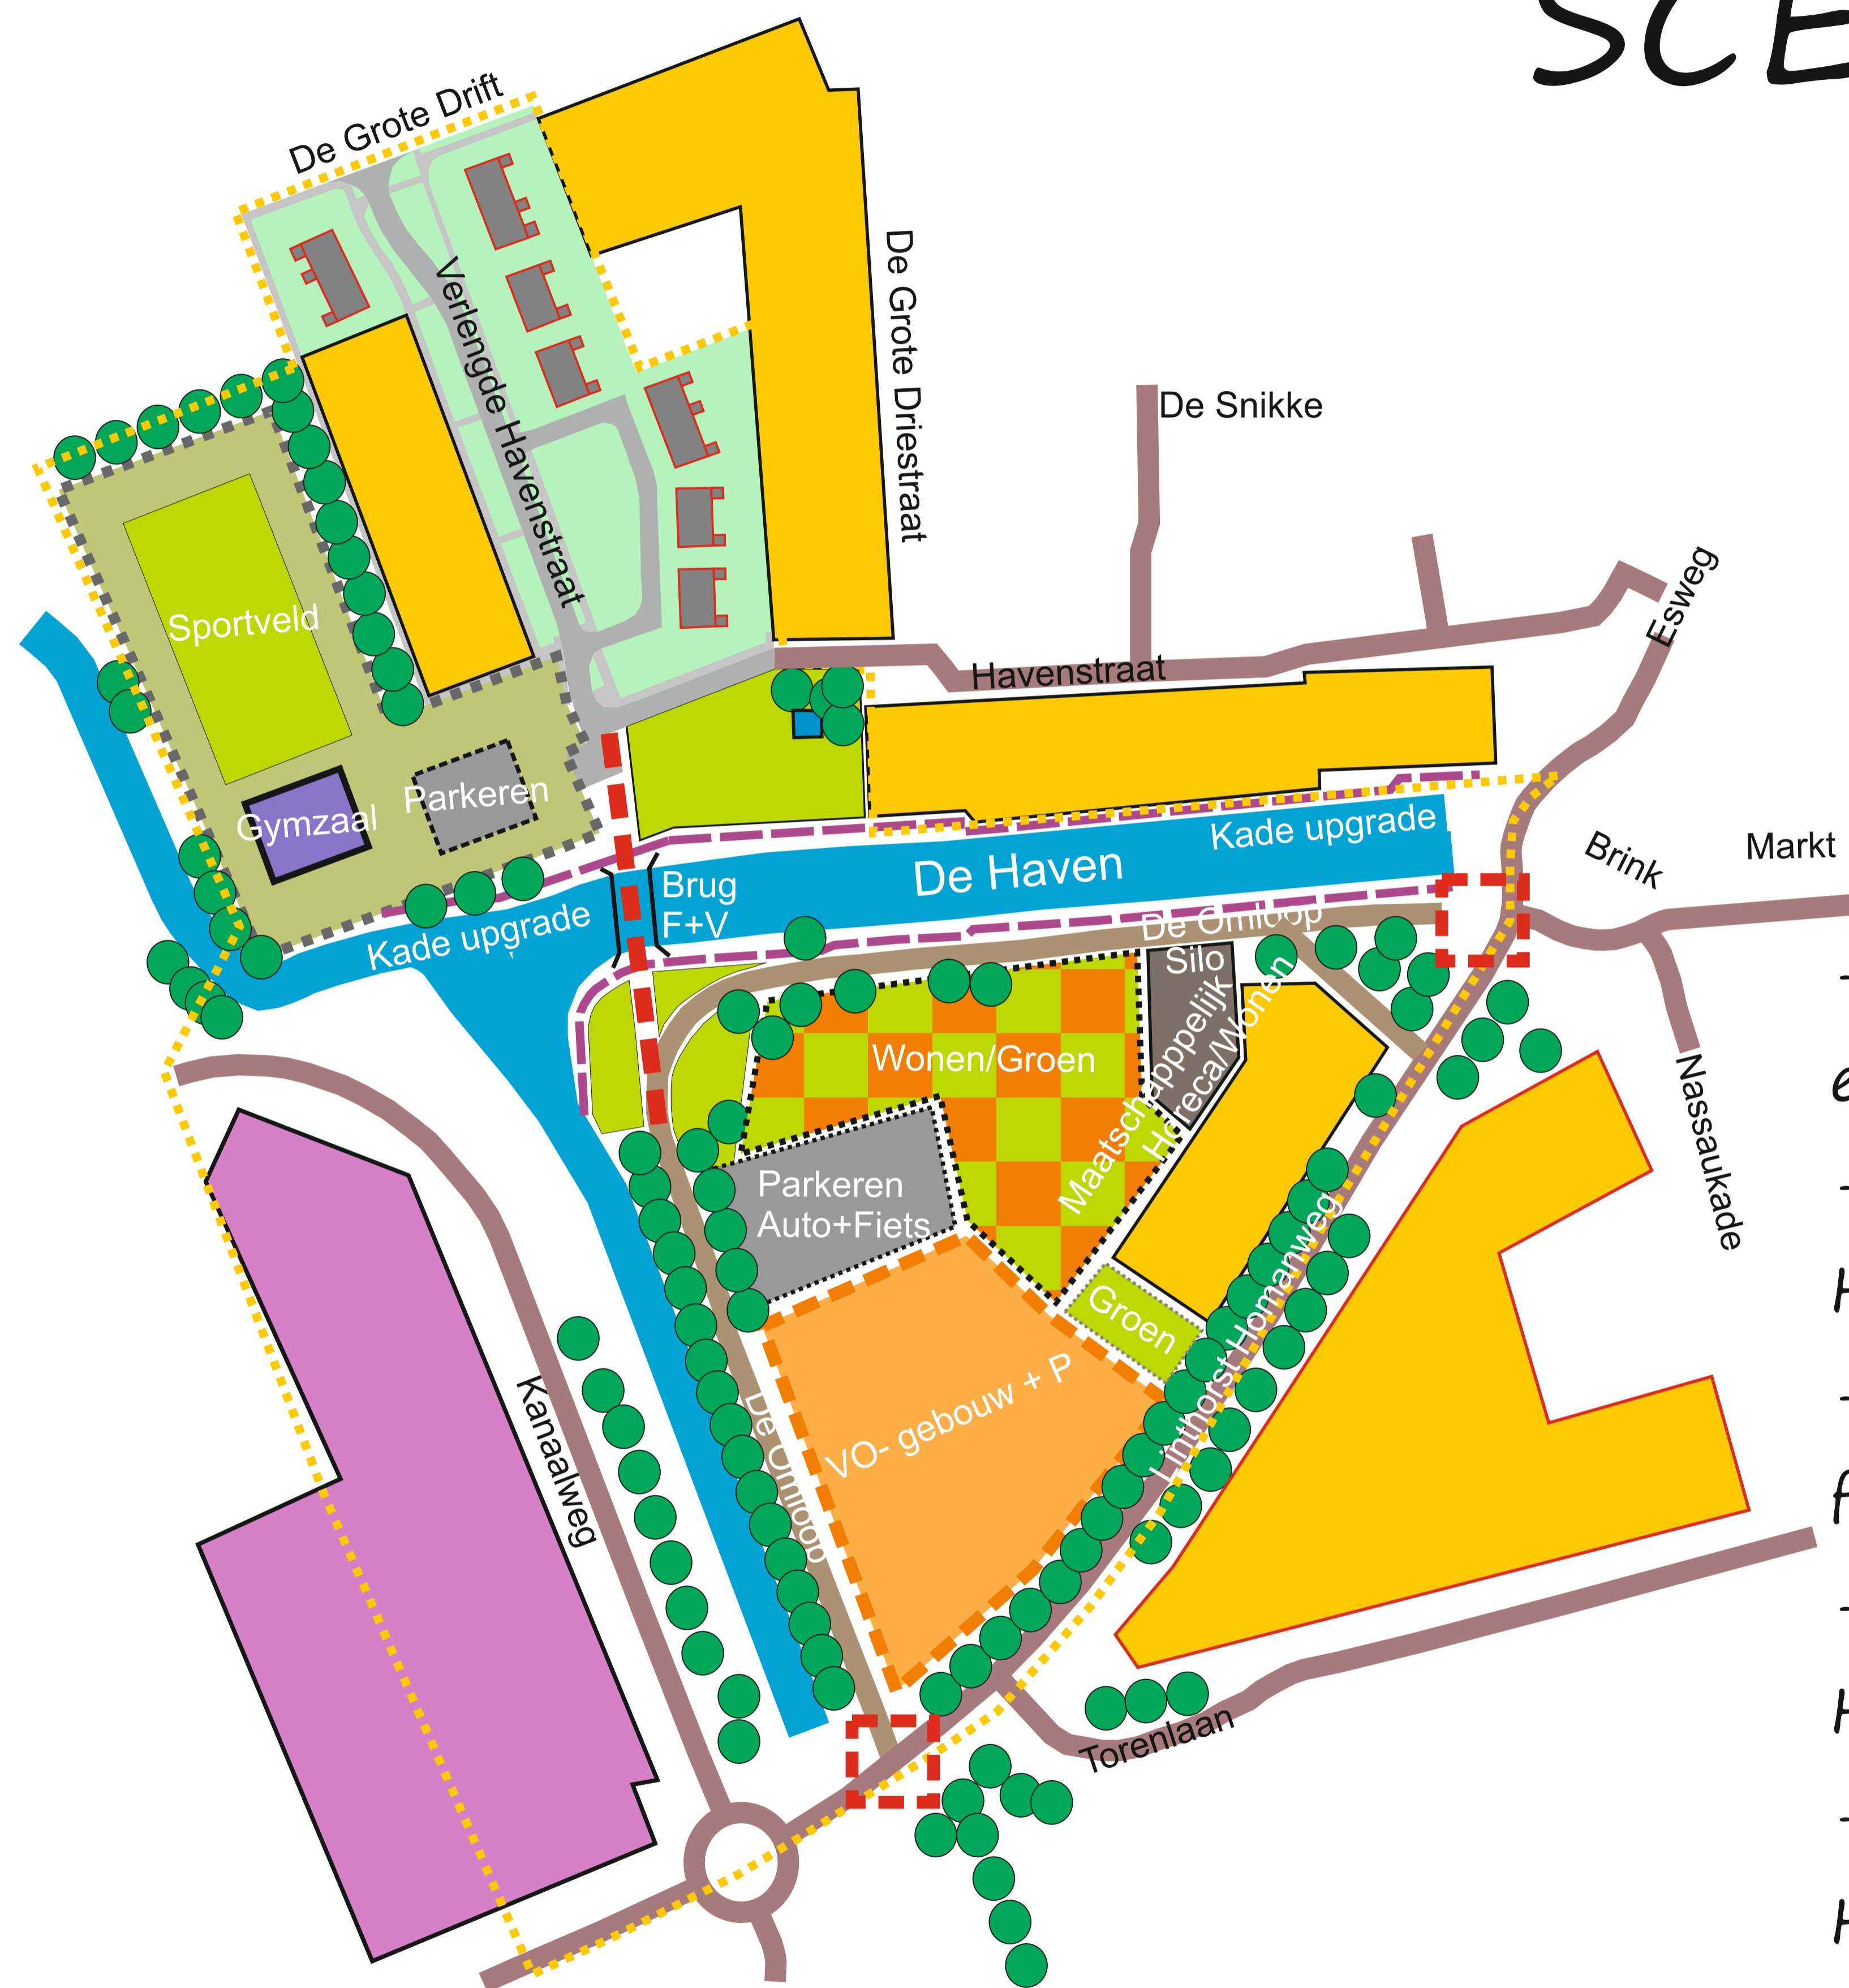 SCE
De Grote Drift
Verlengde Havenstraat
De Grote Driestraat
De Snikke
Esweg
Havenstraat
Sportveld
Parkeren
Gymzaal
Kade upgrade
De Haven
Brink
Markt
Brug
F+V
Kade upgrade
De Omloop
Silo
Wonen/Groen
Maatschapppelijk
Horeca/Wonen
Nassaukade
Parkeren
Auto+Fiets
Groen
Linthorst Homanweg
VO- gebouw + P
Kanaalweg
De Omloop
Torenlaan